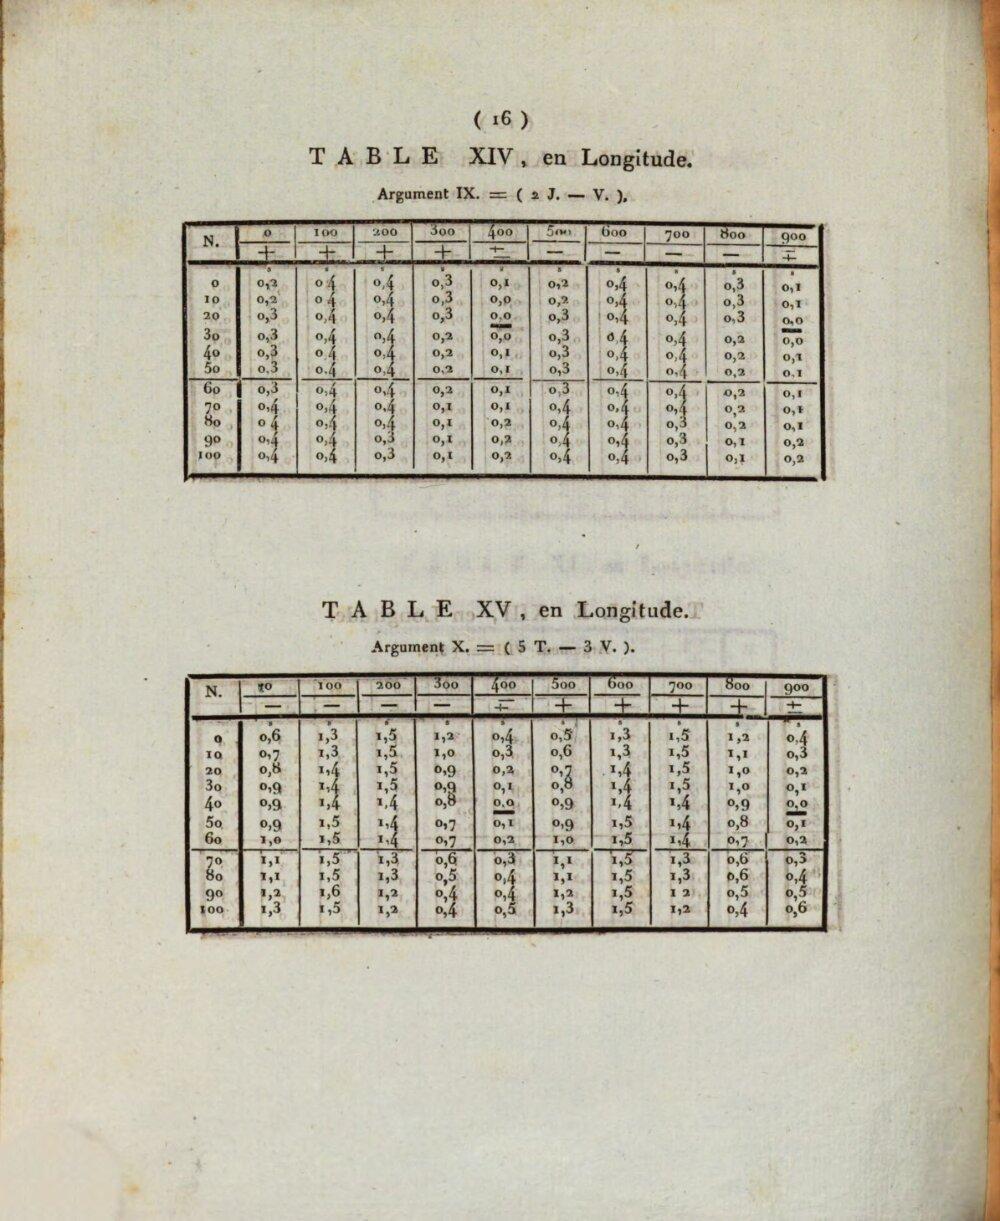 ( 16 )
TABLE XIV, en Longitude.
Argument IX. = ( 2 J. — V. ).
N. 0 100 200 300 400 500 600 700 800 900
+ + + + ± — — — — ∓
s s s s s s s s s s
0 0,2 0 4 0,4 0,3 0,1 0,2 0,4 0,4 0,3 0,1
10 0,2 0 4 0,4 0,3 0,0 0,2 0,4 0,4 0,3 0,1
20 0,3 0,4 0,4 0,3 0,0 0,3 0,4 0,4 0,3 0,0
30 0,3 0,4 0,4 0,2 0,0 0,3 0 4 0,4 0,2 0,0
40 0,3 0 4 0,4 0,2 0,1 0,3 0,4 0,4 0,2 0,1
50 0,3 0,4 0,4 0,2 0,1 0,3 0,4 0,4 0,2 0,1
60 0,3 0,4 0,4 0,2 0,1 0,3 0,4 0,4 0,2 0,1
70 0,4 0,4 0,4 0,1 0,1 0,4 0,4 0,4 0,2 0,1
80 0 4 0,4 0,4 0,1 0,2 0,4 0,4 0,3 0,2 0,1
90 0,4 0,4 0,3 0,1 0,2 0,4 0,4 0,3 0,1 0,2
100 0,4 0,4 0,3 0,1 0,2 0,4 0,4 0,3 0,1 0,2
TABLE XV, en Longitude.
Argument X. = ( 5 T. — 3 V. ).
N. 0 100 200 300 400 500 600 700 800 900
— — — — ∓ + + + + ±
s s s s s s s s s s
0 0,6 1,3 1,5 1,2 0,4 0,5 1,3 1,5 1,2 0,4
10 0,7 1,3 1,5 1,0 0,3 0,6 1,3 1,5 1,1 0,3
20 0,8 1,4 1,5 0,9 0,2 0,7 1,4 1,5 1,0 0,2
30 0,9 1,4 1,5 0,9 0,1 0,8 1,4 1,5 1,0 0,1
40 0,9 1,4 1,4 0,8 0,0 0,9 1,4 1,4 0,9 0,0
50 0,9 1,5 1,4 0,7 0,1 0,9 1,5 1,4 0,8 0,1
60 1,0 1,5 1,4 0,7 0,2 1,0 1,5 1,4 0,7 0,2
70 1,1 1,5 1,3 0,6 0,3 1,1 1,5 1,3 0,6 0,3
80 1,1 1,5 1,3 0,5 0,4 1,1 1,5 1,3 0,6 0,4
90 1,2 1,6 1,2 0,4 0,4 1,2 1,5 1 2 0,5 0,5
100 1,3 1,5 1,2 0,4 0,5 1,3 1,5 1,2 0,4 0,6